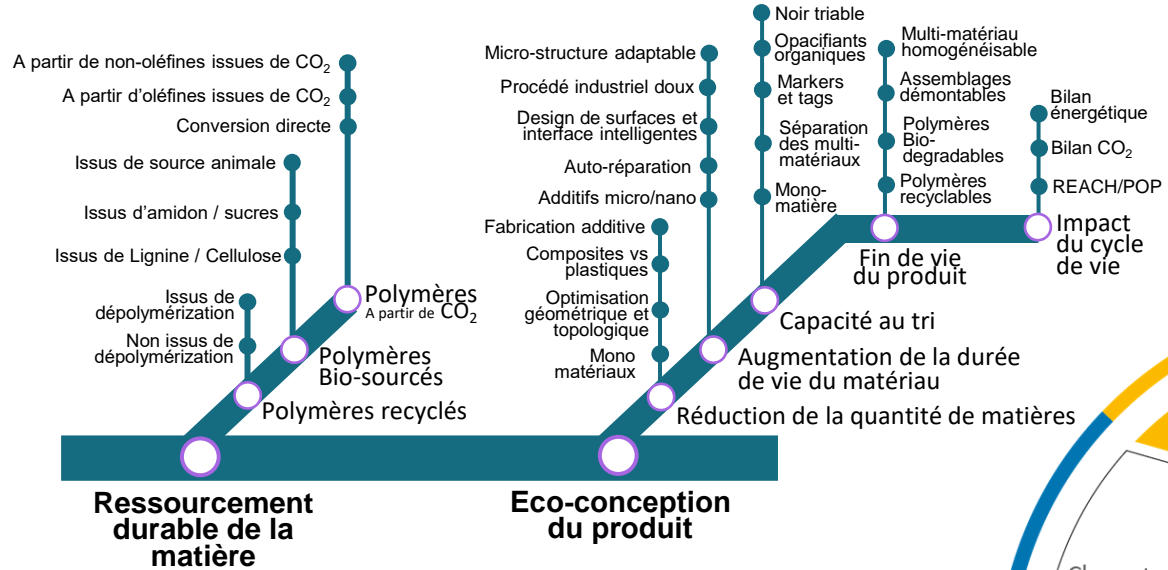 A partir de non-oléfines issues de CO₂
A partir d'oléfines issues de CO₂
Conversion directe
Issus de source animale
Issus d'amidon / sucres
Issus de Lignine / Cellulose
Issus de
dépolymérization
Non issus de
dépolymérization
Polymères
A partir de CO₂
Polymères
Bio-sourcés
Polymères recyclés
Ressourcement
durable de la
matière
Micro-structure adaptable
Procédé industriel doux
Design de surfaces et
interface intelligentes
Auto-réparation
Additifs micro/nano
Fabrication additive
Composites vs
plastiques
Optimisation
géométrique et
topologique
Mono
matériaux
Noir triable
Opacifiants
organiques
Markers
et tags
Séparation
des multi-
matériaux
Mono-
matière
Multi-matériau
homogénéisable
Assemblages
démontables
Polymères
Bio-
degradables
Polymères
recyclables
Bilan
énergétique
Bilan CO₂
REACH/POP
Impact
du cycle
de vie
Fin de vie
du produit
Capacité au tri
Augmentation de la durée
de vie du matériau
Réduction de la quantité de matières
Eco-conception
du produit